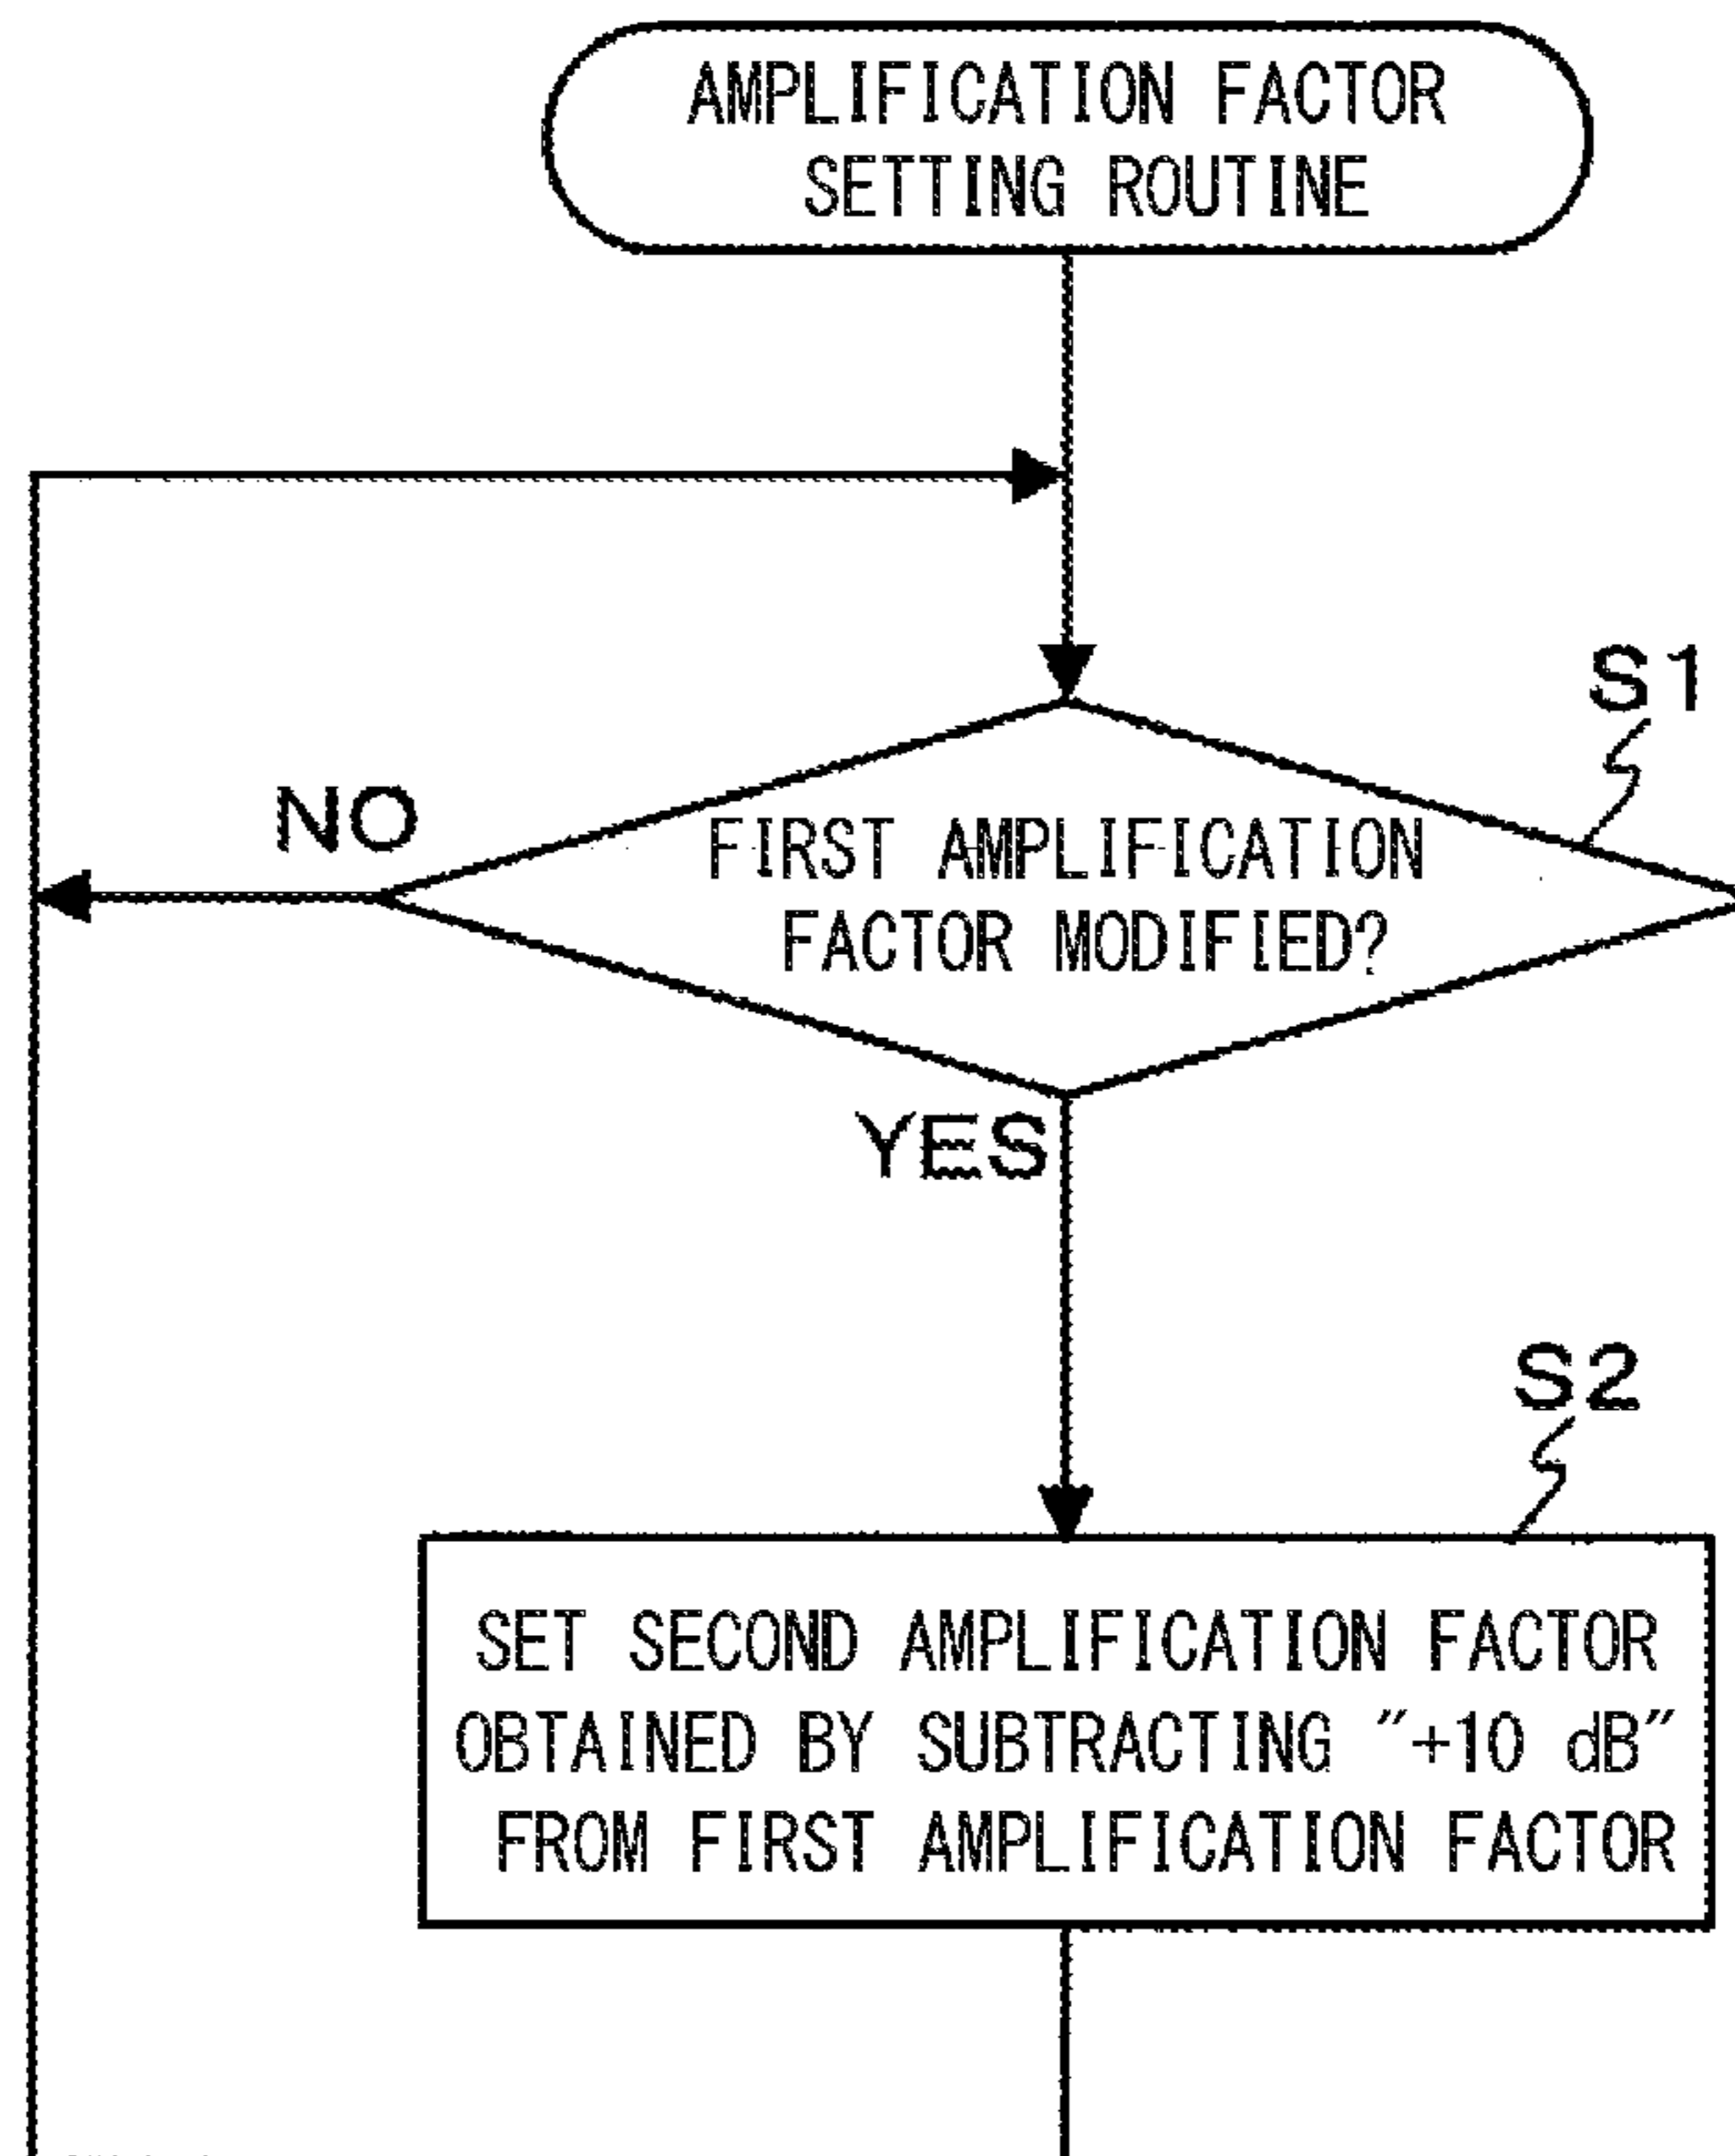 AMPLIFICATION FACTOR
SETTING ROUTINE
S1
NO
FIRST AMPLIFICATION
FACTOR MODIFIED?
YES
S2
SET SECOND AMPLIFICATION FACTOR
OBTAINED BY SUBTRACTING "+10 dB"
FROM FIRST AMPLIFICATION FACTOR